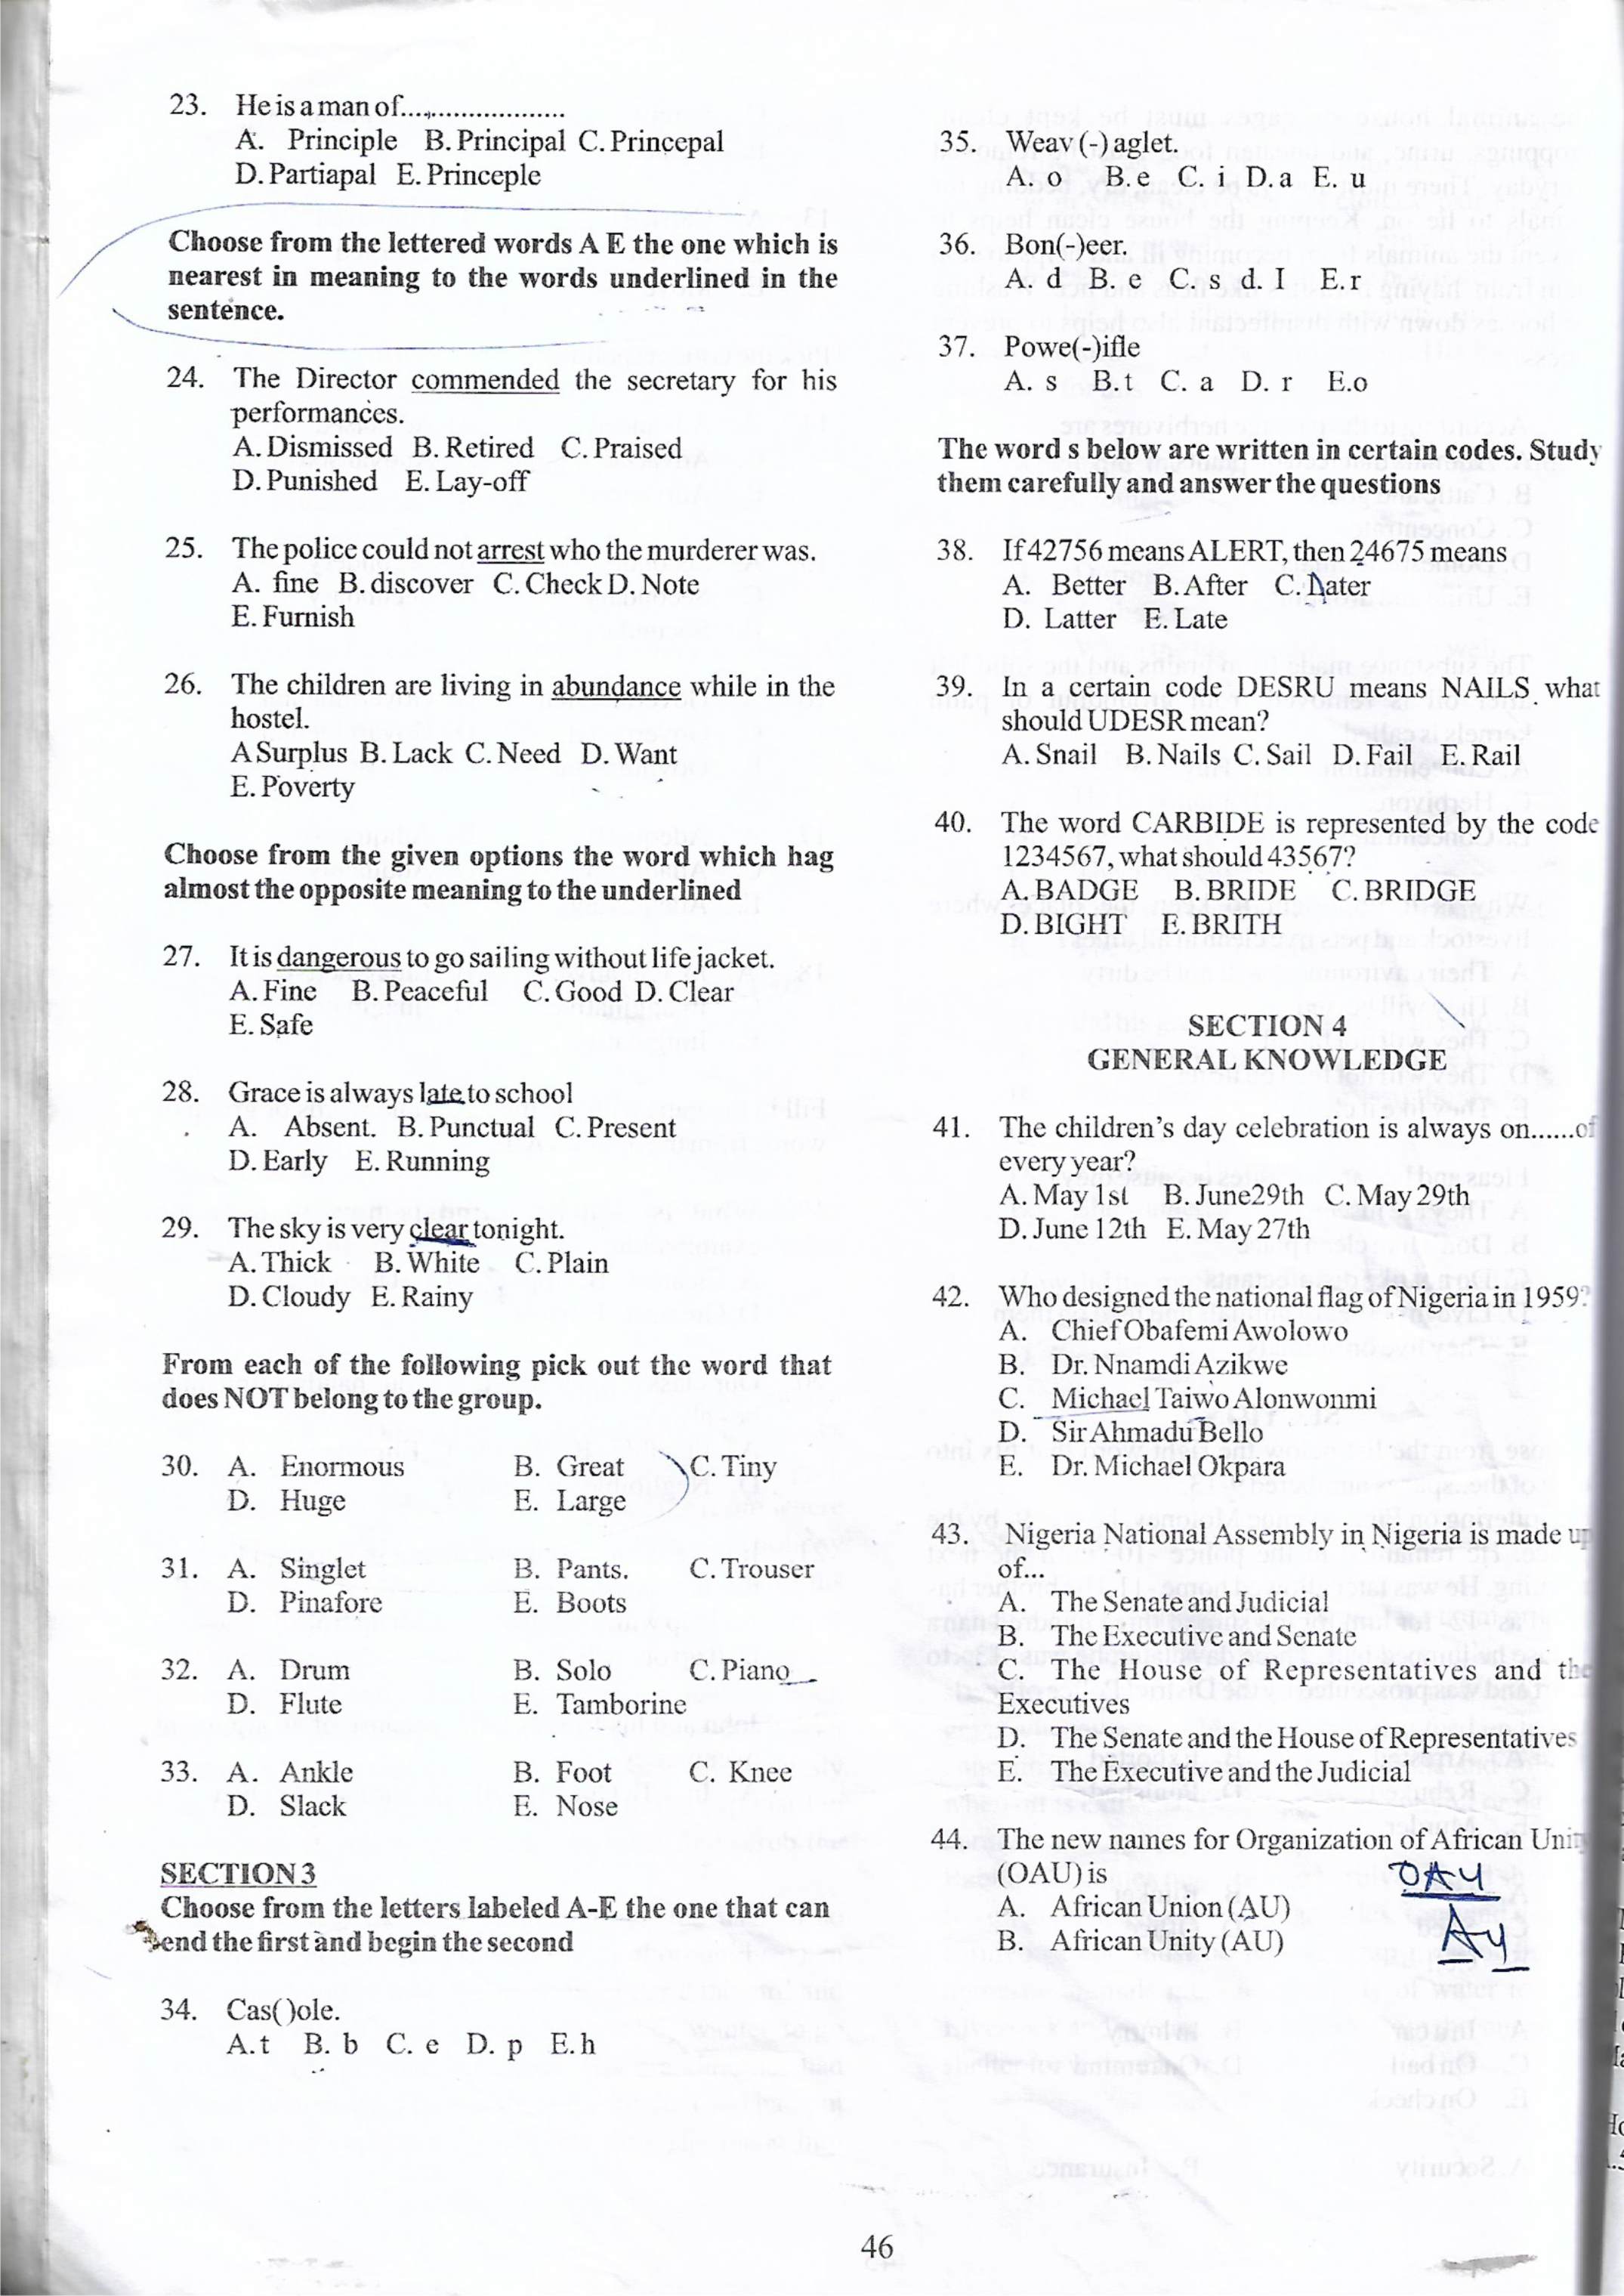 23. He is a man of......................
A. Principle B. Principal C. Princepal
D. Partiapal E. Princeple
Choose from the lettered words A E the one which is
nearest in meaning to the words underlined in the
sentence.
24. The Director commended the secretary for his
performances.
A. Dismissed B. Retired C. Praised
D. Punished E. Lay-off
25. The police could not arrest who the murderer was.
A. fine B. discover C. Check D. Note
E. Furnish
26. The children are living in abundance while in the
hostel.
A Surplus B. Lack C. Need D. Want
E. Poverty
Choose from the given options the word which hag
almost the opposite meaning to the underlined
27. It is dangerous to go sailing without life jacket.
A. Fine B. Peaceful C. Good D. Clear
E. Safe
28. Grace is always late to school
A. Absent. B. Punctual C. Present
D. Early E. Running
29. The sky is very clear tonight.
A. Thick B. White C. Plain
D. Cloudy E. Rainy
From each of the following pick out the word that
does NOT belong to the group.
30. A. Enormous B. Great C. Tiny
D. Huge E. Large
31. A. Singlet B. Pants. C. Trouser
D. Pinafore E. Boots
32. A. Drum B. Solo C. Piano
D. Flute E. Tamborine
33. A. Ankle B. Foot C. Knee
D. Slack E. Nose
SECTION 3
Choose from the letters labeled A-E the one that can
end the first and begin the second
34. Cas( )ole.
A. t B. b C. e D. p E. h
35. Weav (-) aglet.
A. o B. e C. i D. a E. u
36. Bon(-)eer.
A. d B. e C. s d. I E. r
37. Powe(-)ifle
A. s B. t C. a D. r E.o
The word s below are written in certain codes. Study
them carefully and answer the questions
38. If 42756 means ALERT, then 24675 means
A. Better B. After C. Later
D. Latter E. Late
39. In a certain code DESRU means NAILS what
should UDESR mean?
A. Snail B. Nails C. Sail D. Fail E. Rail
40. The word CARBIDE is represented by the code
1234567, what should 43567?
A. BADGE B. BRIDE C. BRIDGE
D. BIGHT E. BRITH
SECTION 4
GENERAL KNOWLEDGE
41. The children's day celebration is always on......of
every year?
A. May 1st B. June29th C. May 29th
D. June 12th E. May 27th
42. Who designed the national flag of Nigeria in 1959?
A. Chief Obafemi Awolowo
B. Dr. Nnamdi Azikwe
C. Michael Taiwo Alonwonmi
D. Sir Ahmadu Bello
E. Dr. Michael Okpara
43. Nigeria National Assembly in Nigeria is made up
of...
A. The Senate and Judicial
B. The Executive and Senate
C. The House of Representatives and the
Executives
D. The Senate and the House of Representatives
E. The Executive and the Judicial
44. The new names for Organization of African Unity
(OAU) is
OAU
A. African Union (AU)
B. African Unity (AU)
AU
46